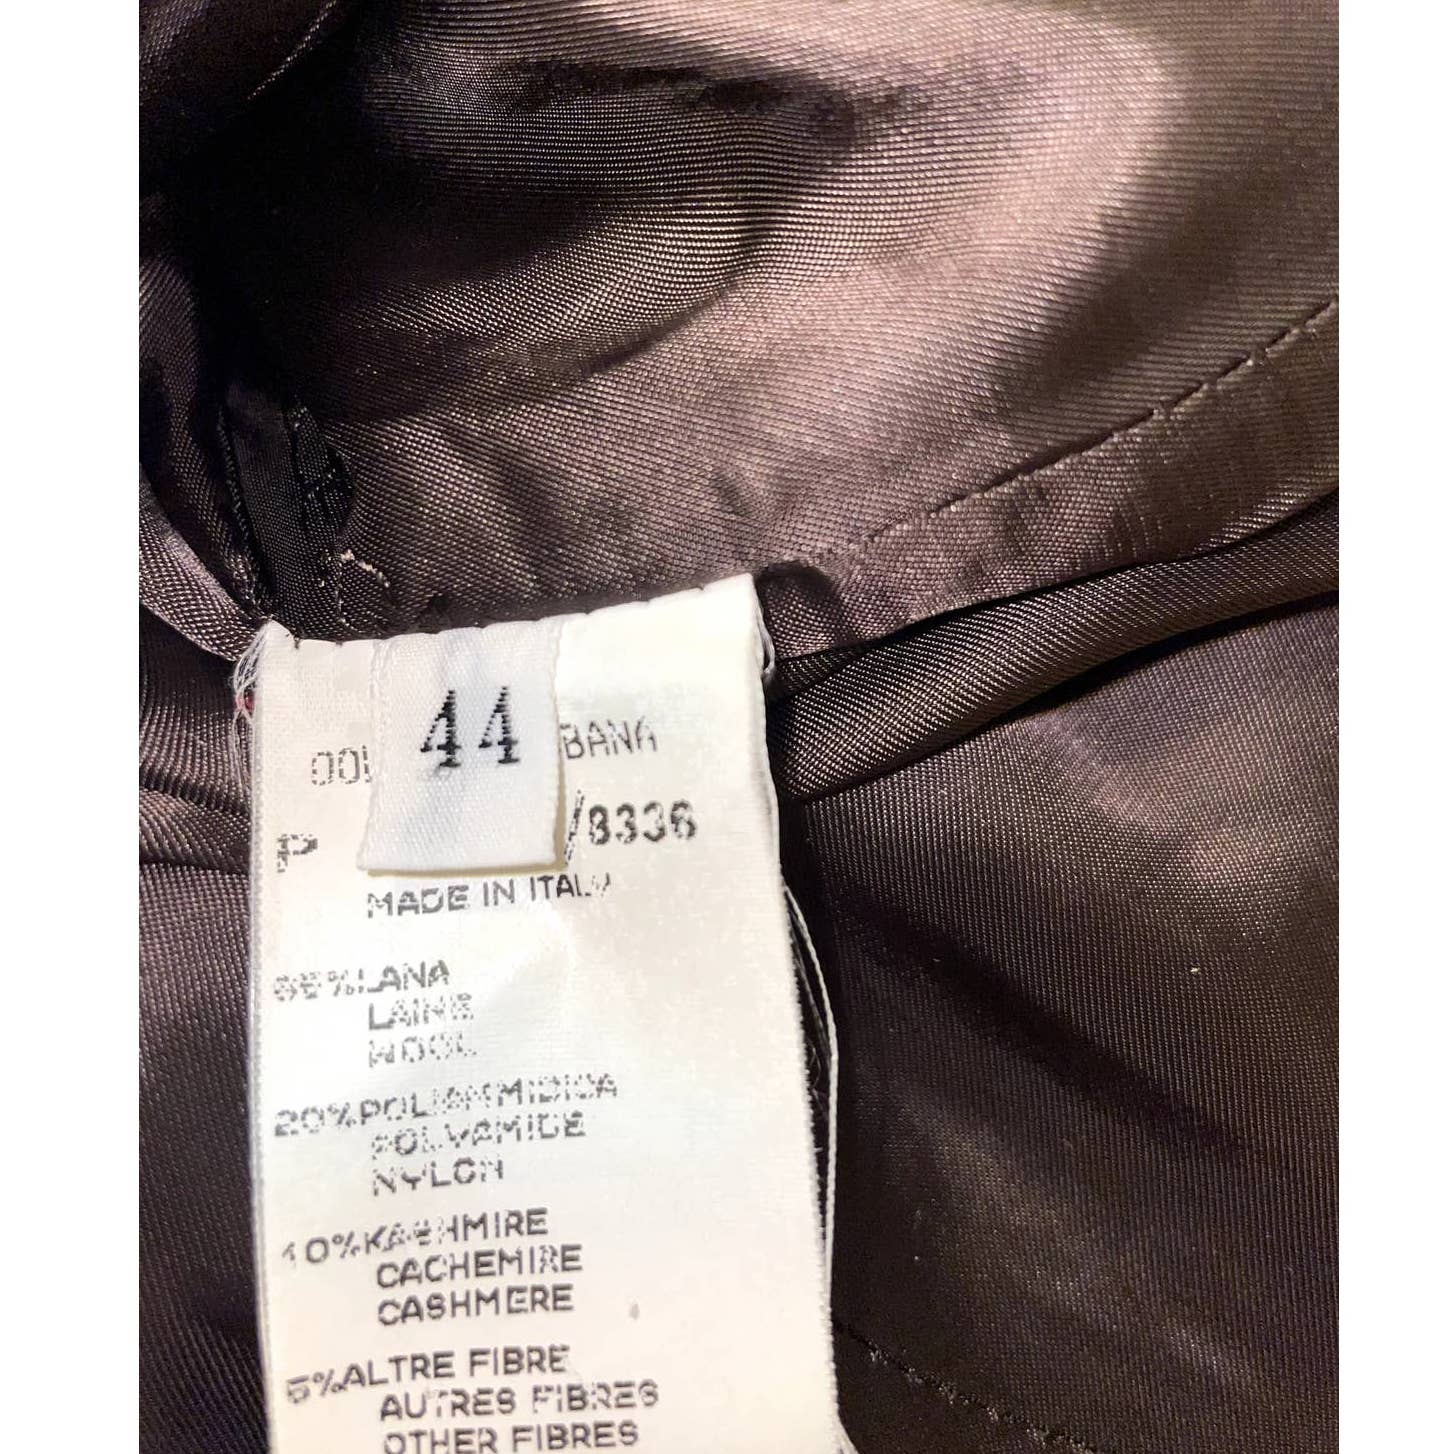 44
BANA
P /8336
MADE IN ITALY
65%LANA
LAINE
WOOL
20%POLIAMMIDICA
POLYAMIDE
NYLON
10%KASHMIRE
CACHEMIRE
CASHMERE
5%ALTRE FIBRE
AUTRES FIBRES
OTHER FIBRES